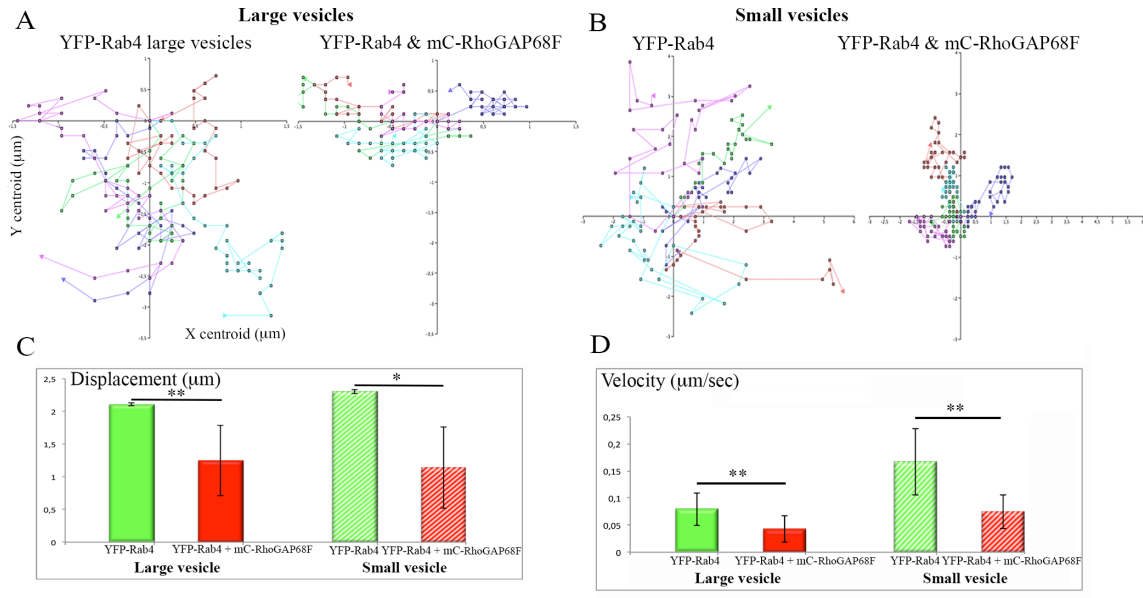 A
Large vesicles
YFP-Rab4 large vesicles
YFP-Rab4 & mC-RhoGAP68F
Y centroid (µm)
X centroid (µm)
B
Small vesicles
YFP-Rab4
YFP-Rab4 & mC-RhoGAP68F
C
Displacement (µm)
2,5
2
1,5
1
0,5
0
**
*
YFP-Rab4
YFP-Rab4 + mC-RhoGAP68F
YFP-Rab4
YFP-Rab4 + mC-RhoGAP68F
Large vesicle
Small vesicle
D
Velocity (µm/sec)
0,25
0,2
0,15
0,1
0,05
0
**
**
YFP-Rab4
YFP-Rab4 + mC-RhoGAP68F
YFP-Rab4
YFP-Rab4 + mC-RhoGAP68F
Large vesicle
Small vesicle